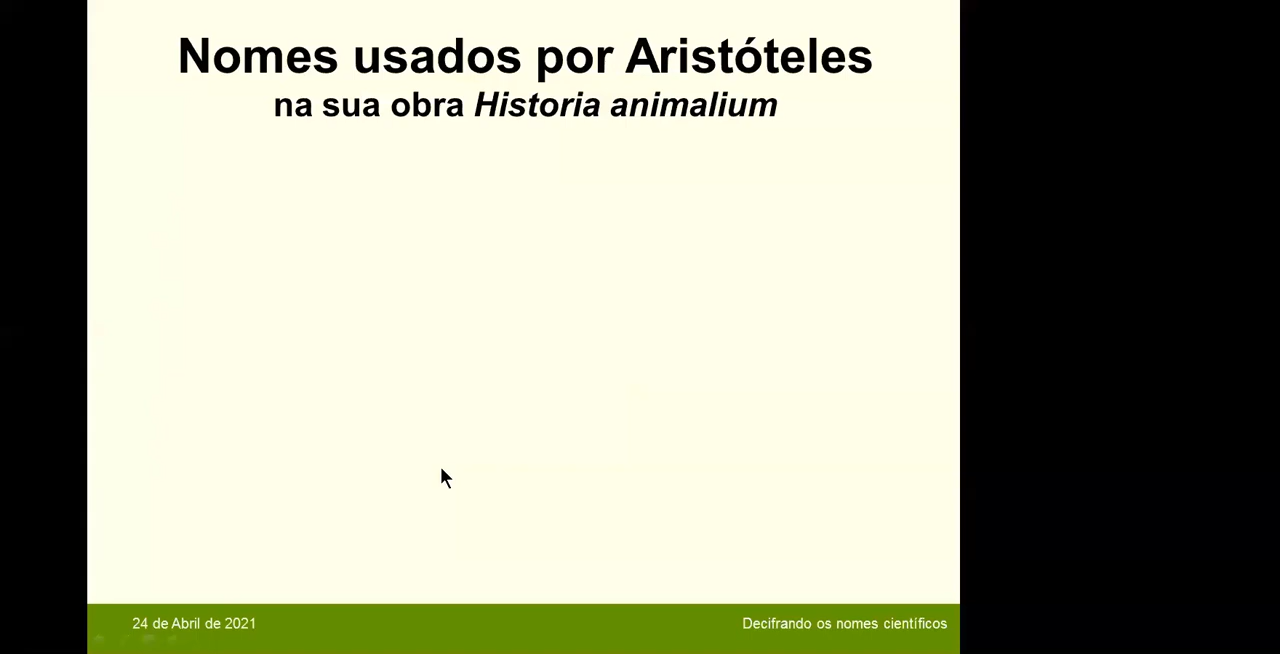 Nomes usados por Aristóteles
na sua obra Historia animalium
24 de Abril de 2021
Decifrando os nomes científicos